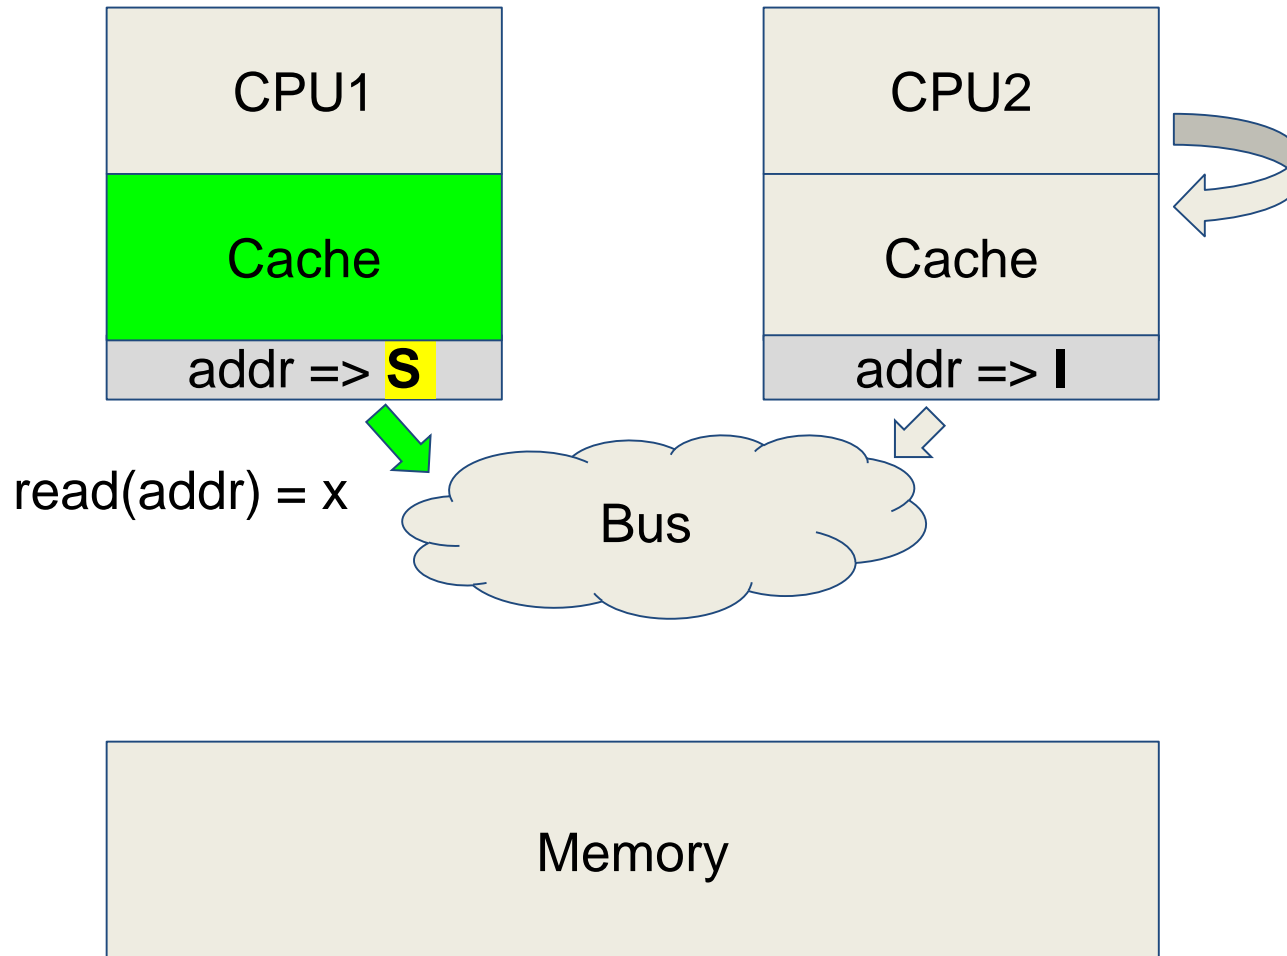 CPU1
CPU2
Cache
Cache
addr => S
addr => I
read(addr) = x
Bus
Memory